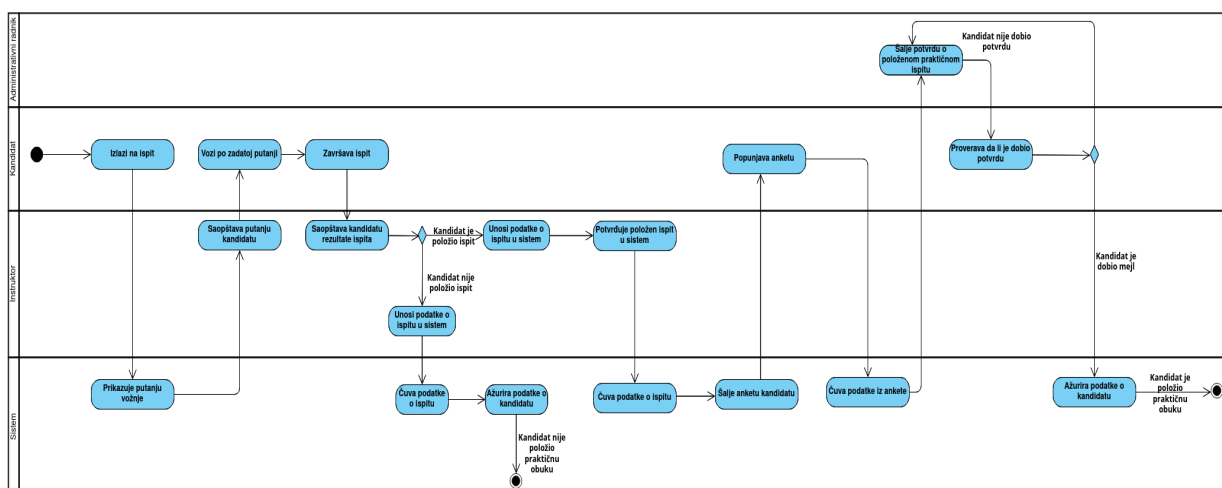 Administrativni radnik
Kandidat nije dobio
potvrdu
Šalje potvrdu o
položenom praktičnom
ispitu
Kandidat
Izlazi na ispit
Vozi po zadatoj putanji
Završava ispit
Popunjava anketu
Proverava da li je dobio
potvrdu
Instruktor
Saopštava putanju
kandidatu
Saopštava kandidatu
rezultate ispita
Kandidat je
položio ispit
Unosi podatke o
ispitu u sistem
Potvrđuje položen ispit
u sistem
Kandidat nije
položio ispit
Unosi podatke o
ispitu u sistem
Kandidat je
dobio mejl
Sistem
Prikazuje putanju
vožnje
Čuva podatke
o ispitu
Ažurira podatke o
kandidatu
Kandidat nije
položio
praktičnu
obuku
Čuva podatke o ispitu
Šalje anketu kandidatu
Čuva podatke iz ankete
Ažurira podatke o
kandidatu
Kandidat je
položio
praktičnu
obuku